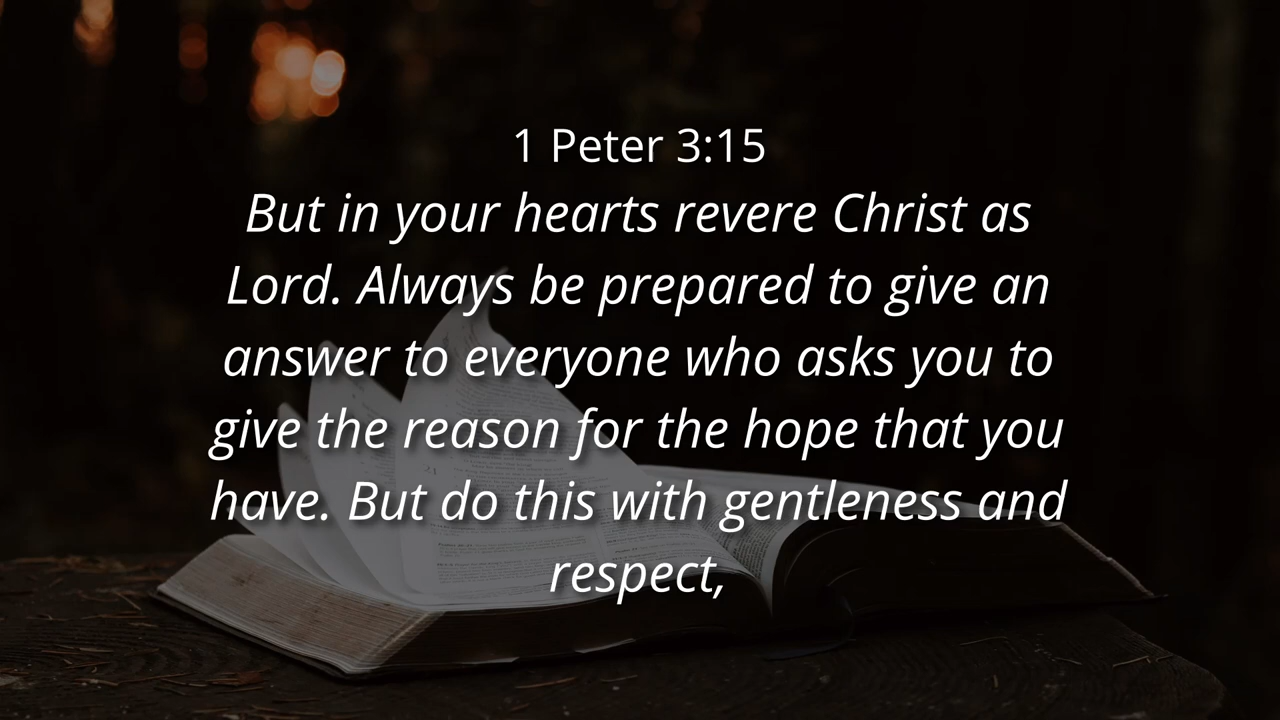 1 Peter 3:15
But in your hearts revere Christ as
Lord. Always be prepared to give an
answer to everyone who asks you to
give the reason for the hope that you
have. But do this with gentleness and
respect,